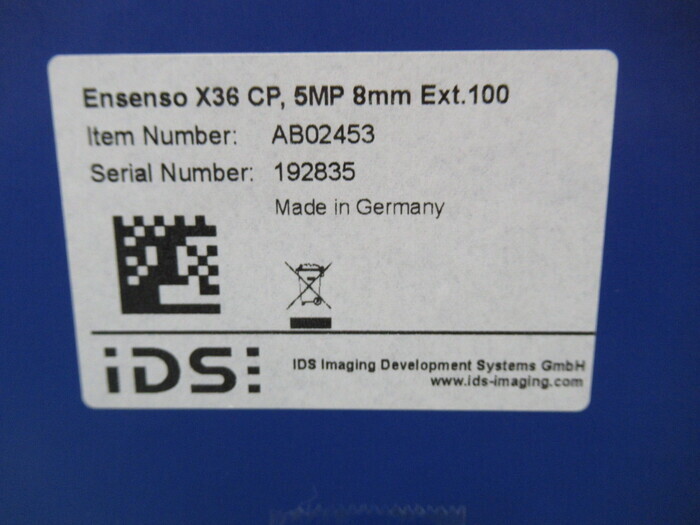 Ensenso X36 CP, 5MP 8mm Ext.100
Item Number: AB02453
Serial Number: 192835
Made in Germany
iDS:
IDS Imaging Development Systems GmbH
www.ids-imaging.com